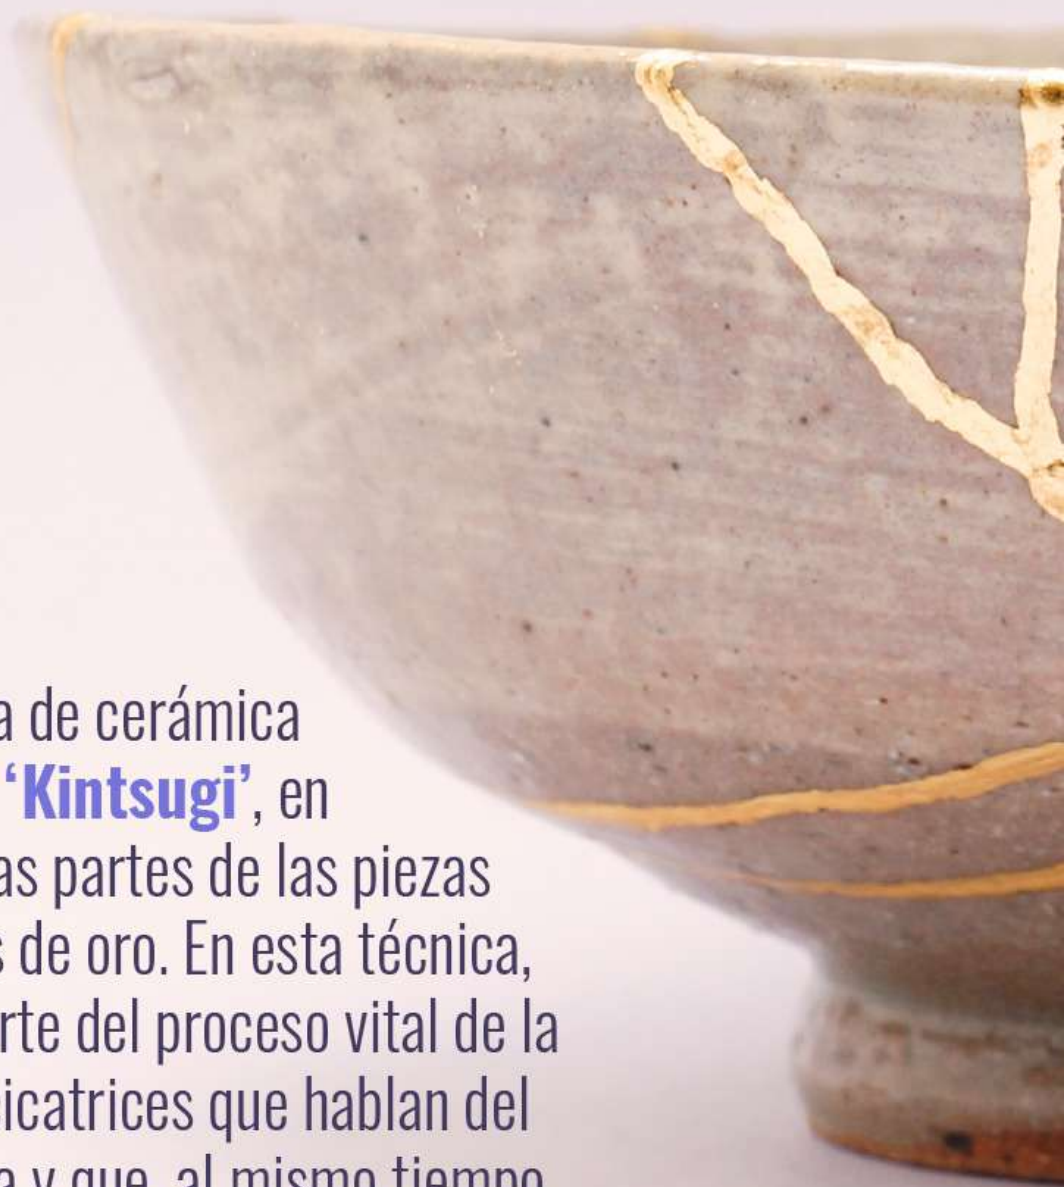 a de cerámica
‘Kintsugi’, en
as partes de las piezas
s de oro. En esta técnica,
rte del proceso vital de la
cicatrices que hablan del
a y que, al mismo tiempo